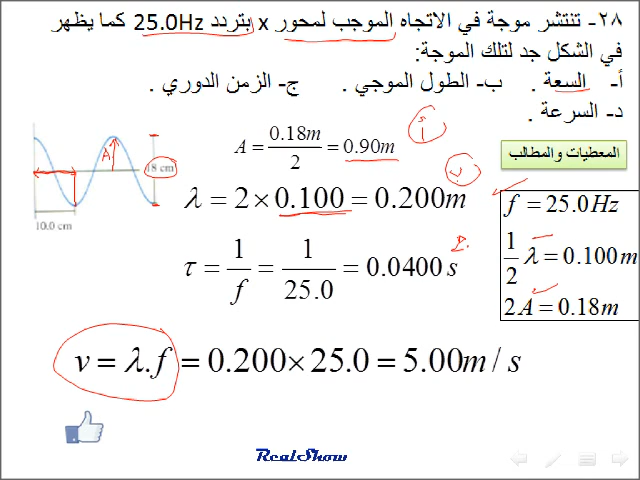 ٢٨- تنتشر موجة في الاتجاه الموجب لمحور x بتردد 25.0Hz كما يظهر
في الشكل جد لتلك الموجة:
أ- السعة . ب- الطول الموجي . ج- الزمن الدوري .
د- السرعة .
المعطيات والمطالب
A
18 cm
10.0 cm
A = 0.18m / 2 = 0.90m
λ = 2 × 0.100 = 0.200m
τ = 1 / f = 1 / 25.0 = 0.0400 s
v = λ.f = 0.200 × 25.0 = 5.00m / s
f = 25.0 Hz
1/2 λ = 0.100 m
2A = 0.18m
RealShow